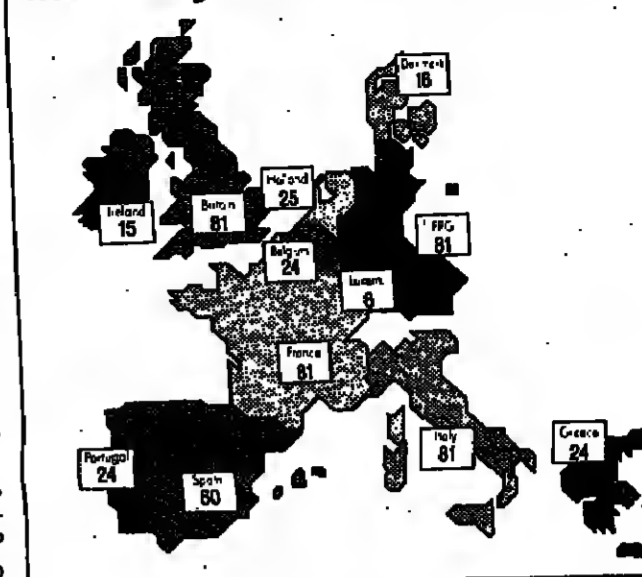 Denmark
16
Holland
25
Ireland
15
Britain
81
FRG
81
Belgium
24
Luxem.
6
France
81
Italy
81
Greece
24
Portugal
24
Spain
60